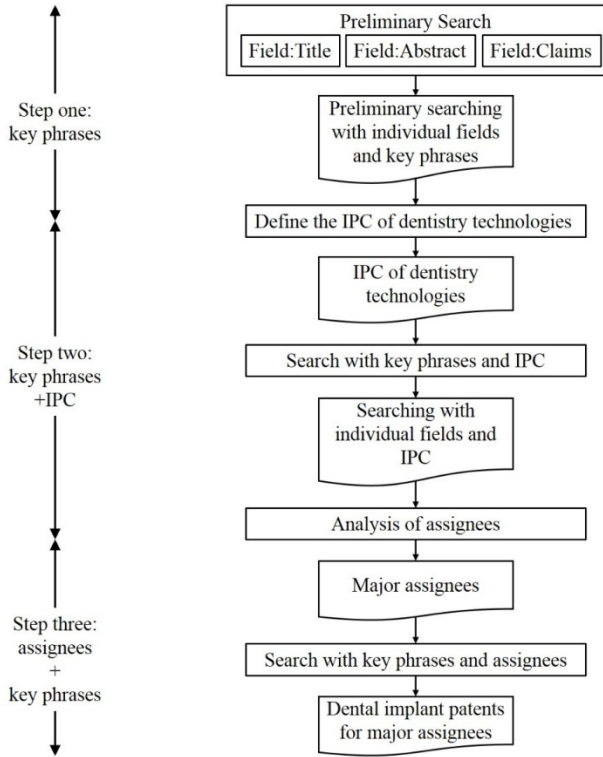 Preliminary Search
Field:Title
Field:Abstract
Field:Claims
Step one:
key phrases
Preliminary searching
with individual fields
and key phrases
Define the IPC of dentistry technologies
IPC of dentistry
technologies
Step two:
key phrases
+IPC
Search with key phrases and IPC
Searching with
individual fields and
IPC
Analysis of assignees
Major assignees
Step three:
assignees
+
key phrases
Search with key phrases and assignees
Dental implant patents
for major assignees